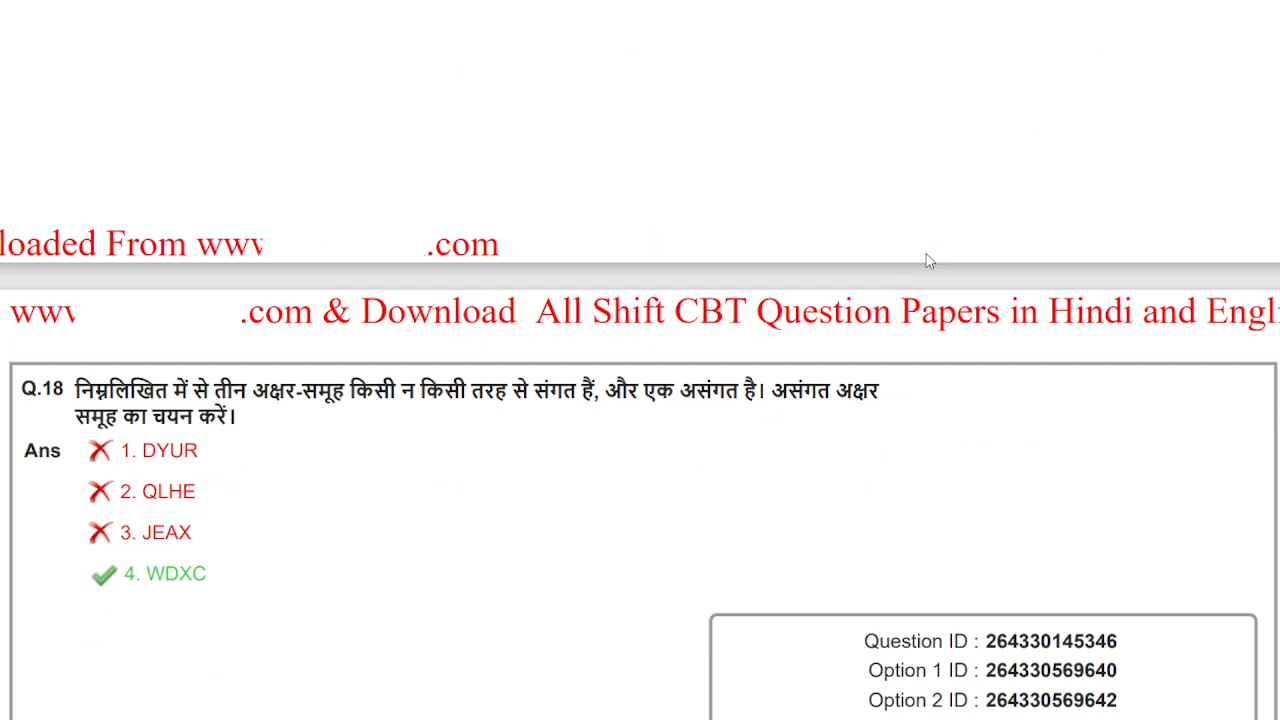 loaded From www .com
www .com & Download All Shift CBT Question Papers in Hindi and Engli
Q.18 निम्नलिखित में से तीन अक्षर-समूह किसी न किसी तरह से संगत हैं, और एक असंगत है। असंगत अक्षर
समूह का चयन करें।
Ans 1. DYUR
2. QLHE
3. JEAX
4. WDXC
Question ID : 264330145346
Option 1 ID : 264330569640
Option 2 ID : 264330569642